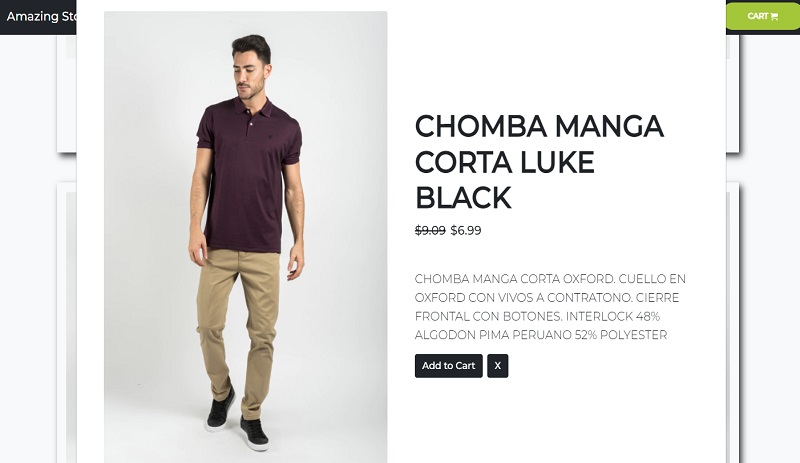 Amazing
CART
CHOMBA MANGA
CORTA LUKE
BLACK
$9.09 $6.99
CHOMBA MANGA CORTA OXFORD. CUELLO EN
OXFORD CON VIVOS A CONTRATONO. CIERRE
FRONTAL CON BOTONES. INTERLOCK 48%
ALGODON PIMA PERUANO 52% POLYESTER
Add to Cart X